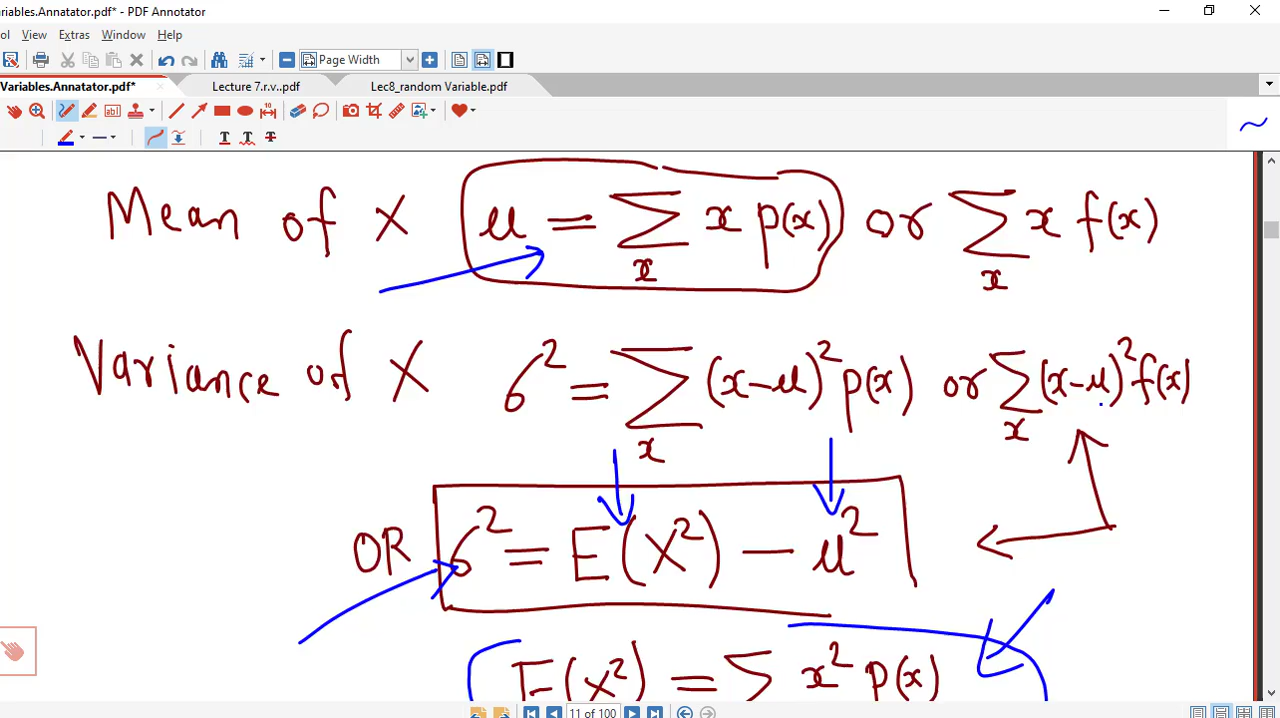 ariables.Annatator.pdf* - PDF Annotator
ol View Extras Window Help
Page Width
Variables.Annatator.pdf* Lecture 7.r.v..pdf Lec8_random Variable.pdf
Mean of X μ = ∑x x p(x) or ∑x x f(x)
Variance of X σ² = ∑x (x-μ)² p(x) or ∑x (x-μ)² f(x)
OR σ² = E(X²) - μ²
E(X²) = ∑ x² p(x)
11 of 100